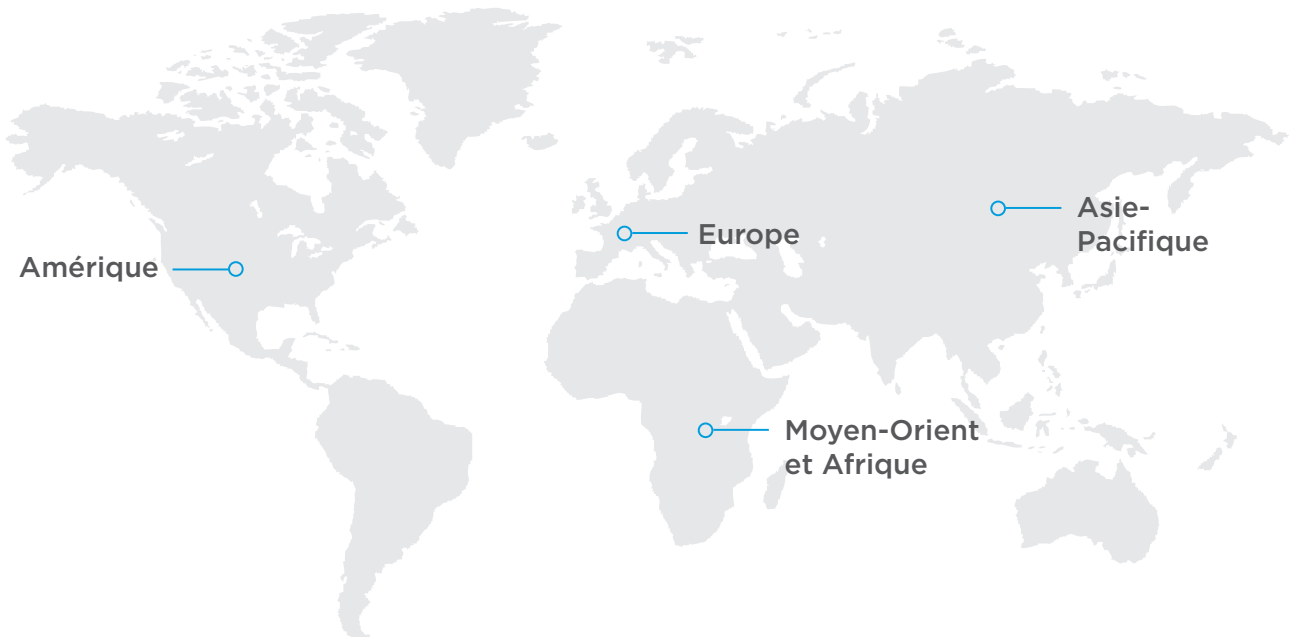 Asie-
Pacifique
Europe
Amérique
Moyen-Orient
et Afrique